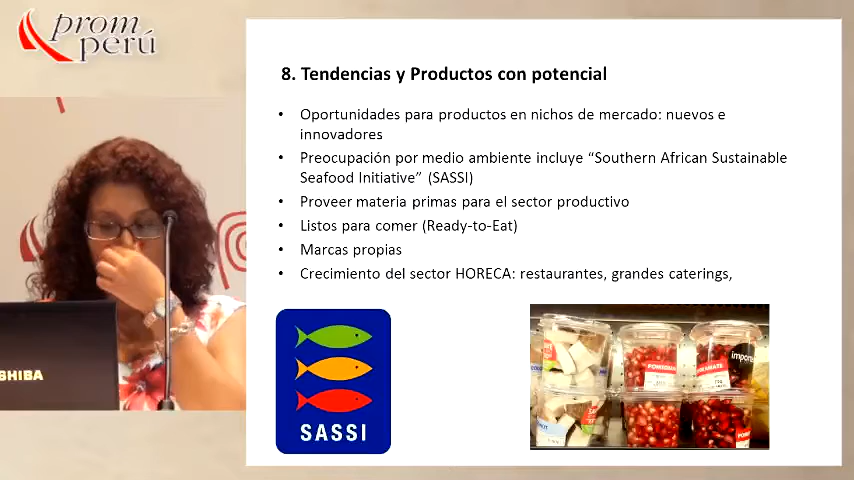 prom
perú
8. Tendencias y Productos con potencial
• Oportunidades para productos en nichos de mercado: nuevos e
innovadores
• Preocupación por medio ambiente incluye “Southern African Sustainable
Seafood Initiative” (SASSI)
• Proveer materia primas para el sector productivo
• Listos para comer (Ready-to-Eat)
• Marcas propias
• Crecimiento del sector HORECA: restaurantes, grandes caterings,
SHIBA
SASSI